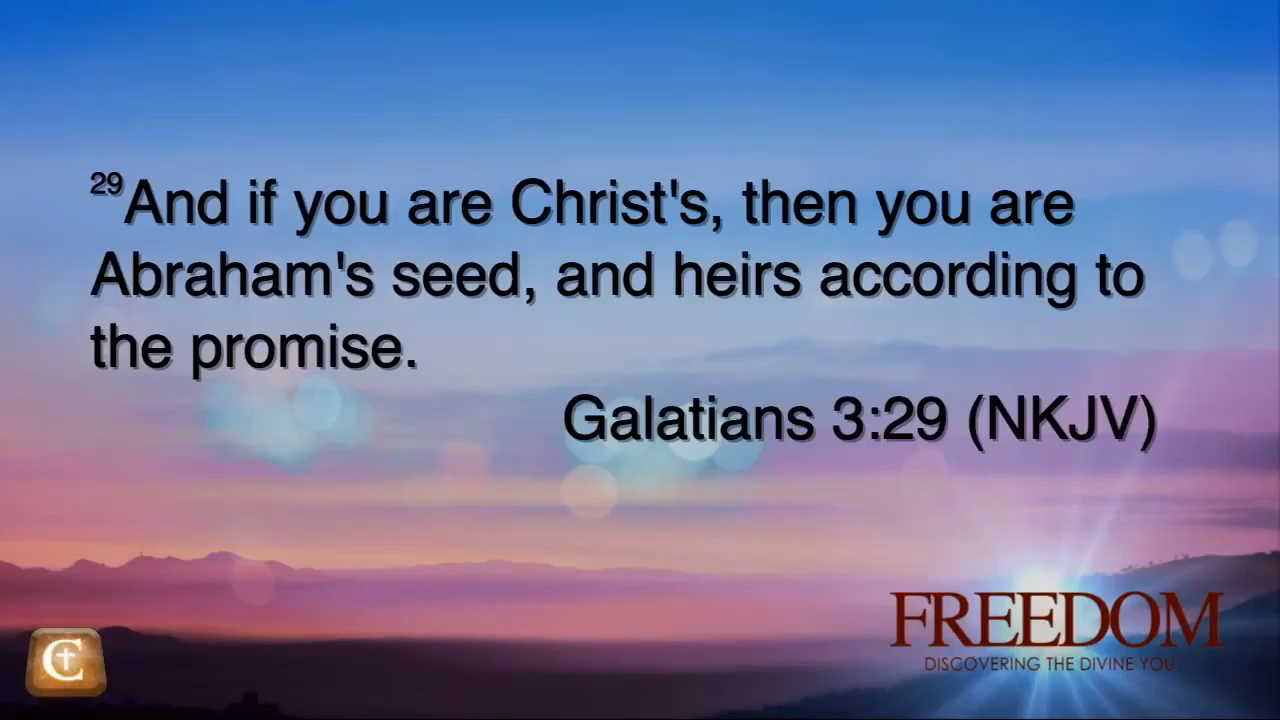 29And if you are Christ's, then you are
Abraham's seed, and heirs according to
the promise.
Galatians 3:29 (NKJV)
FREEDOM
DISCOVERING THE DIVINE YOU
C